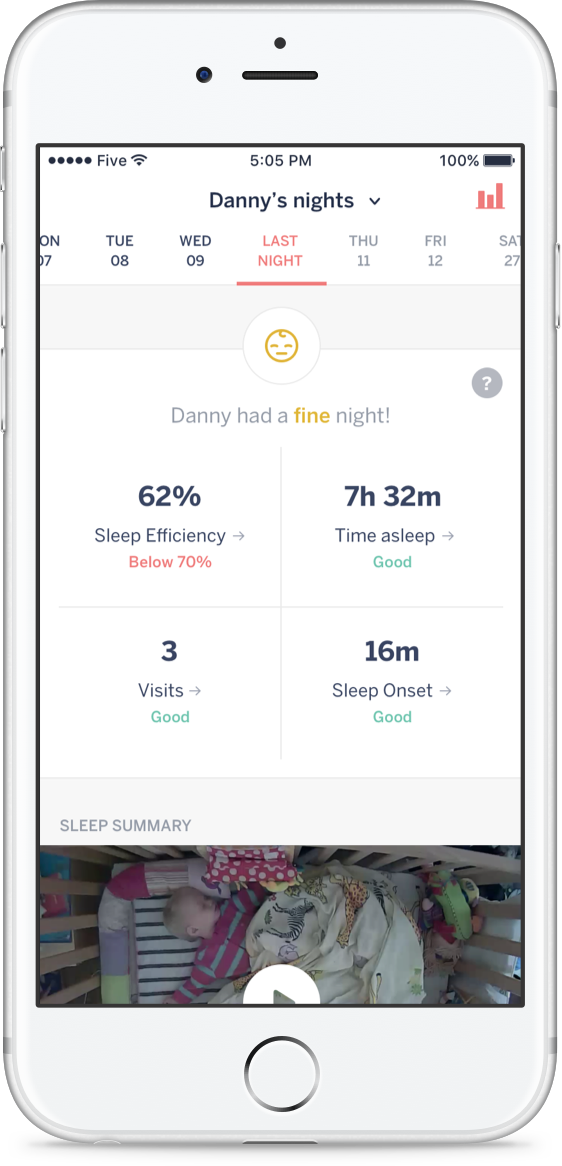 Five 5:05 PM 100%
Danny's nights
ON TUE WED LAST THU FRI SAT
07 08 09 NIGHT 11 12 27
?
Danny had a fine night!
62% 7h 32m
Sleep Efficiency → Time asleep →
Below 70% Good
3 16m
Visits → Sleep Onset →
Good Good
SLEEP SUMMARY